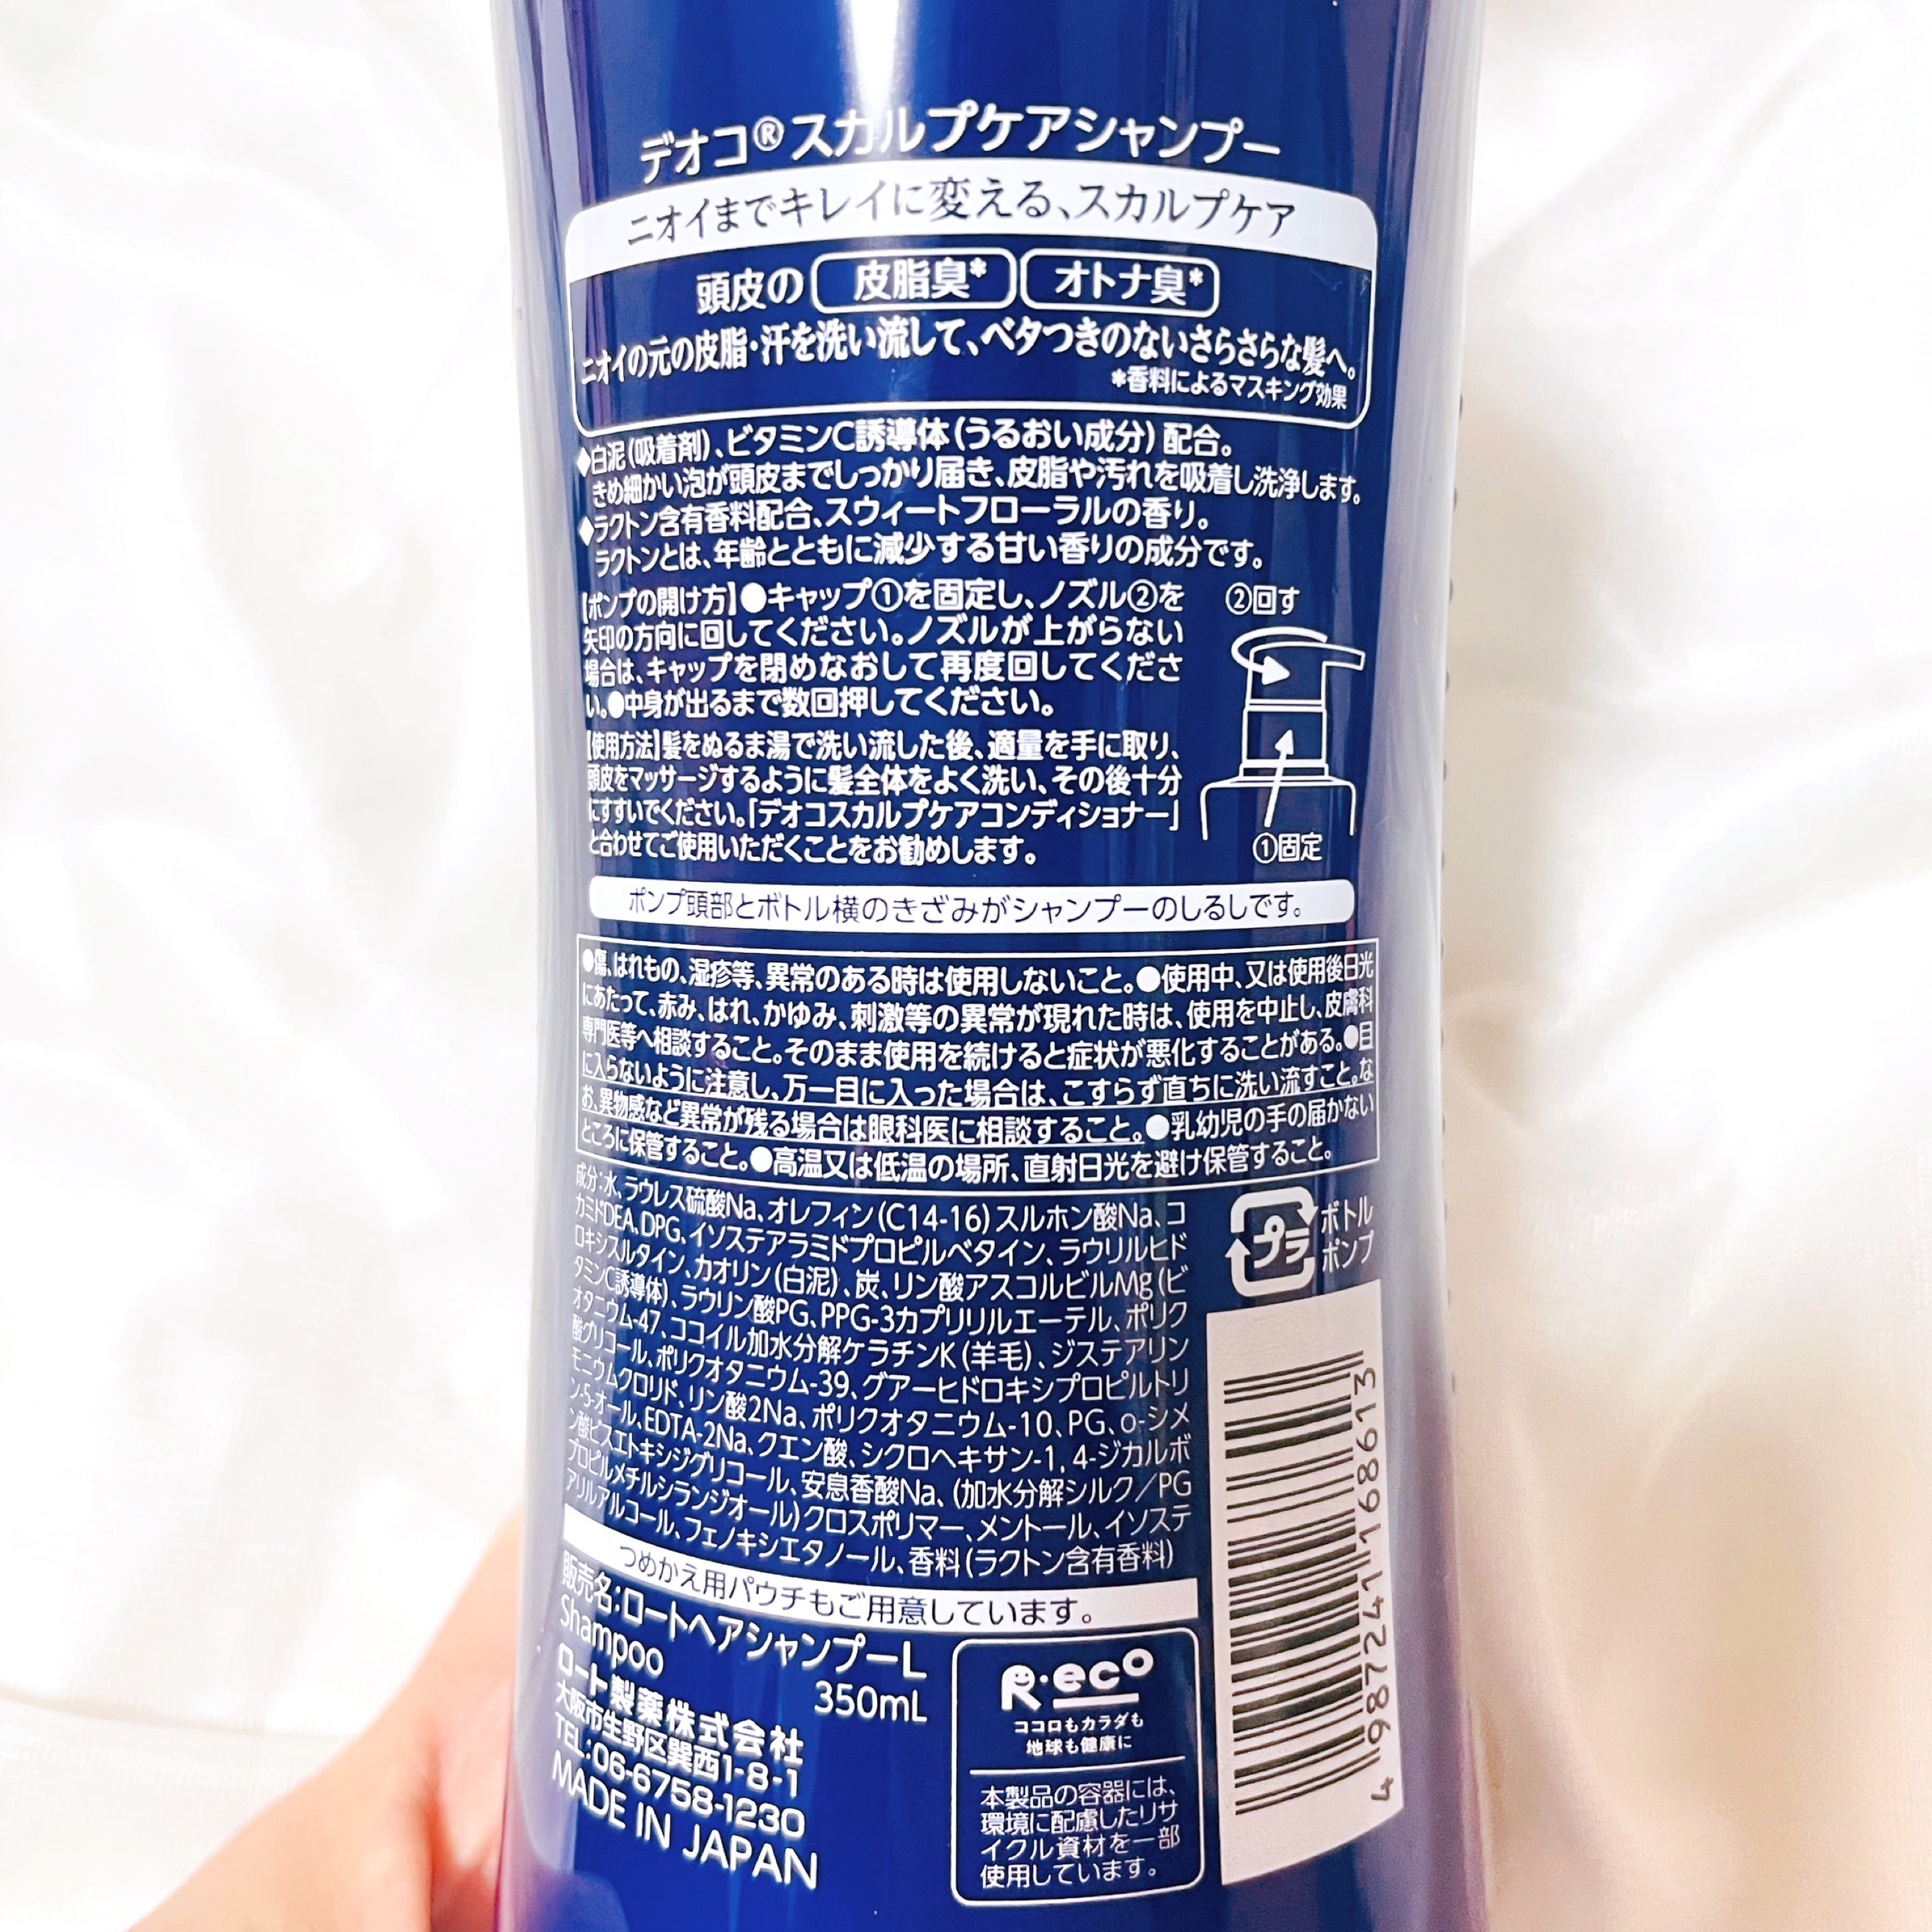 デオコ®スカルプケアシャンプー
ニオイまでキレイに変える、スカルプケア
頭皮の 皮脂臭* オトナ臭*
ニオイの元の皮脂・汗を洗い流して、ベタつきのないさらさらな髪へ。
*香料によるマスキング効果
◆白泥(吸着剤)、ビタミンC誘導体(うるおい成分)配合。
きめ細かい泡が頭皮までしっかり届き、皮脂や汚れを吸着し洗浄します。
◆ラクトン含有香料配合、スウィートフローラルの香り。
ラクトンとは、年齢とともに減少する甘い香りの成分です。
【ポンプの開け方】●キャップ①を固定し、ノズル②を
矢印の方向に回してください。ノズルが上がらない
場合は、キャップを閉めなおして再度回してくださ
い。●中身が出るまで数回押してください。
②回す
①固定
【使用方法】髪をぬるま湯で洗い流した後、適量を手に取り、
頭皮をマッサージするように髪全体をよく洗い、その後十分
にすすいでください。「デオコスカルプケアコンディショナー」
と合わせてご使用いただくことをお勧めします。
ポンプ頭部とボトル横のきざみがシャンプーのしるしです。
●傷、はれもの、湿疹等、異常のある時は使用しないこと。●使用中、又は使用後日光
にあたって、赤み、はれ、かゆみ、刺激等の異常が現れた時は、使用を中止し、皮膚科
専門医等へ相談すること。そのまま使用を続けると症状が悪化することがある。●目
に入らないように注意し、万一目に入った場合は、こすらず直ちに洗い流すこと。な
お、異物感など異常が残る場合は眼科医に相談すること。●乳幼児の手の届かない
ところに保管すること。●高温又は低温の場所、直射日光を避け保管すること。
成分:水、ラウレス硫酸Na、オレフィン(C14-16)スルホン酸Na、コ
カミドDEA、DPG、イソステアラミドプロピルベタイン、ラウリルヒド
ロキシスルタイン、カオリン(白泥)、炭、リン酸アスコルビルMg(ビ
タミンC誘導体)、ラウリン酸PG、PPG-3カプリリルエーテル、ポリク
オタニウム-47、ココイル加水分解ケラチンK(羊毛)、ジステアリン
酸グリコール、ポリクオタニウム-39、グアーヒドロキシプロピルトリ
モニウムクロリド、リン酸2Na、ポリクオタニウム-10、PG、o-シメ
ン-5-オール、EDTA-2Na、クエン酸、シクロヘキサン-1,4-ジカルボ
ン酸ビスエトキシジグリコール、安息香酸Na、(加水分解シルク/PG
プロピルメチルシランジオール)クロスポリマー、メントール、イソステ
アリルアルコール、フェノキシエタノール、香料(ラクトン含有香料)
プラ
ボトル
ポンプ
つめかえ用パウチもご用意しています。
販売名:ロートヘアシャンプーL
Shampoo
350mL
ロート製薬株式会社
大阪市生野区巽西1-8-1
TEL:06-6758-1230
MADE IN JAPAN
R・eco
ココロもカラダも
地球も健康に
本製品の容器には、
環境に配慮したリサ
イクル資材を一部
使用しています。
4 987241 168613